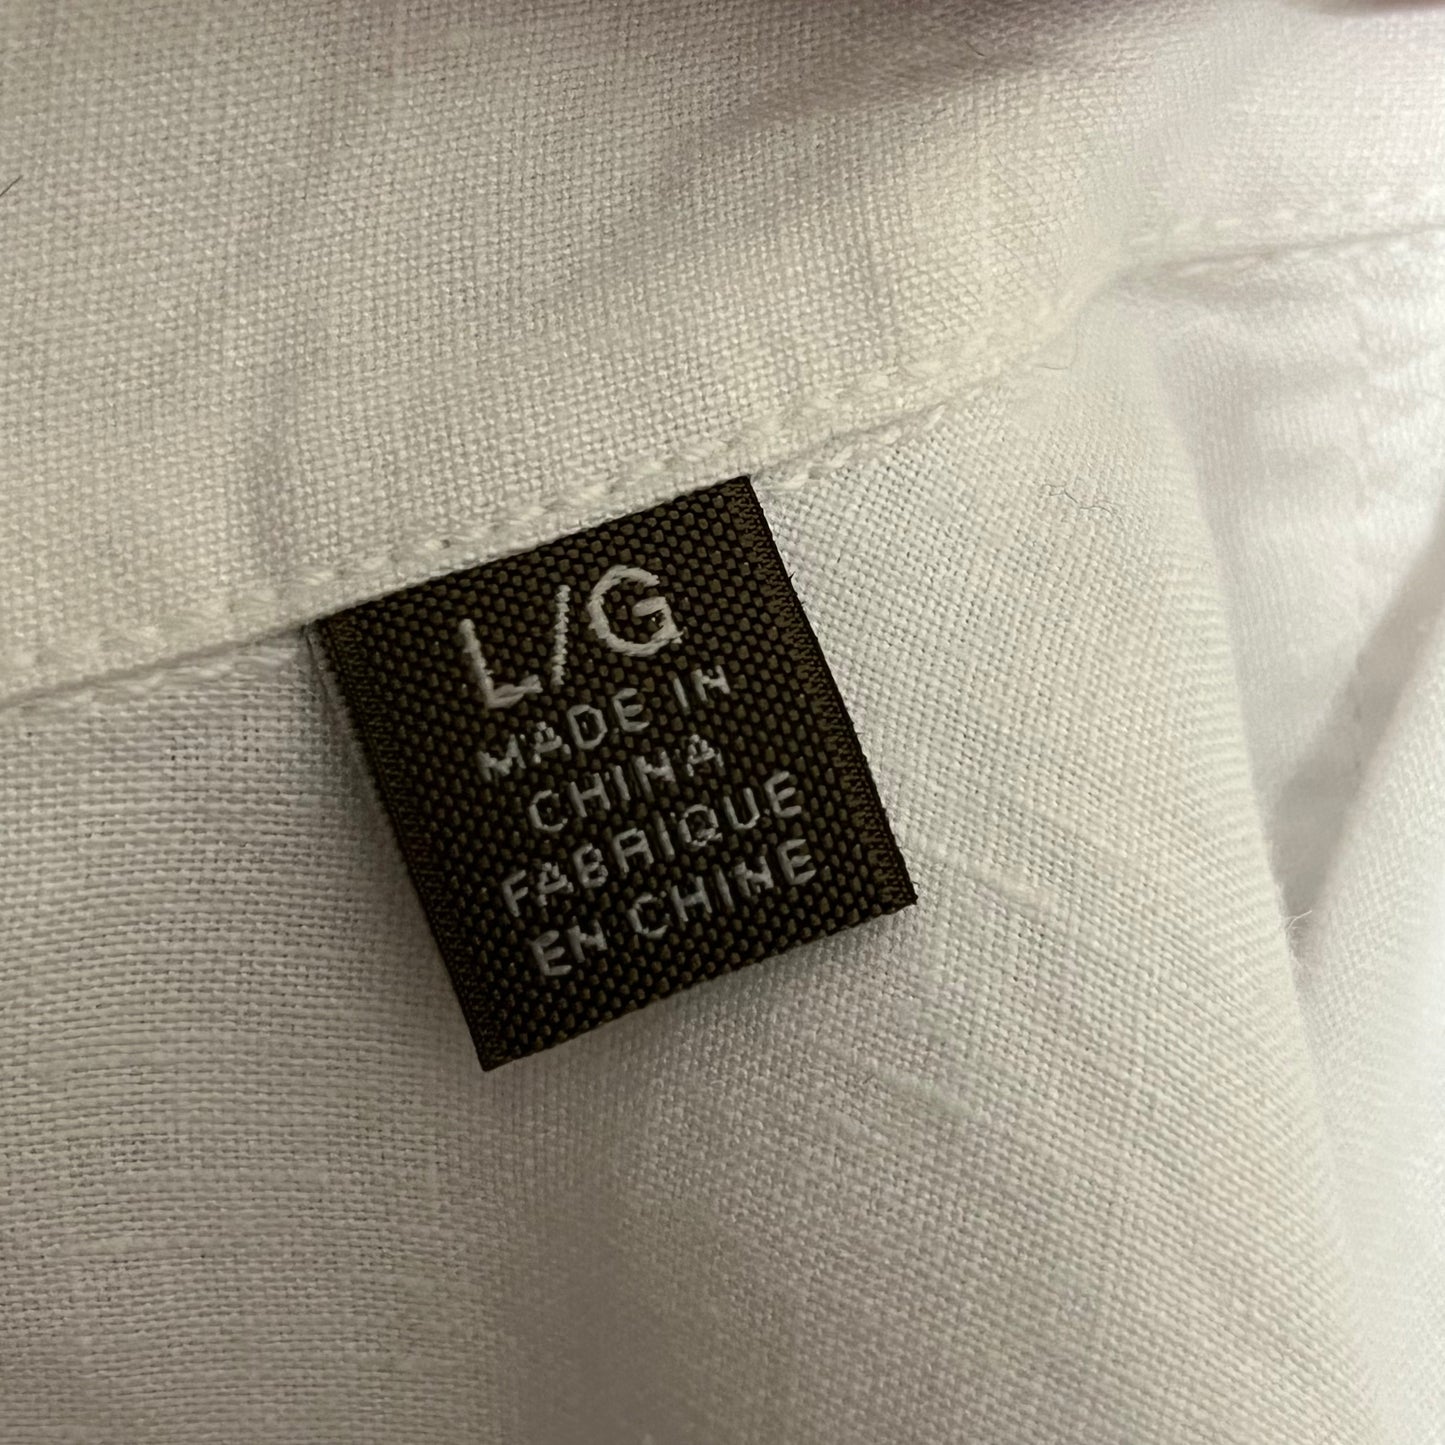 L/G
MADE IN
CHINA
FABRIQUE
EN CHINE